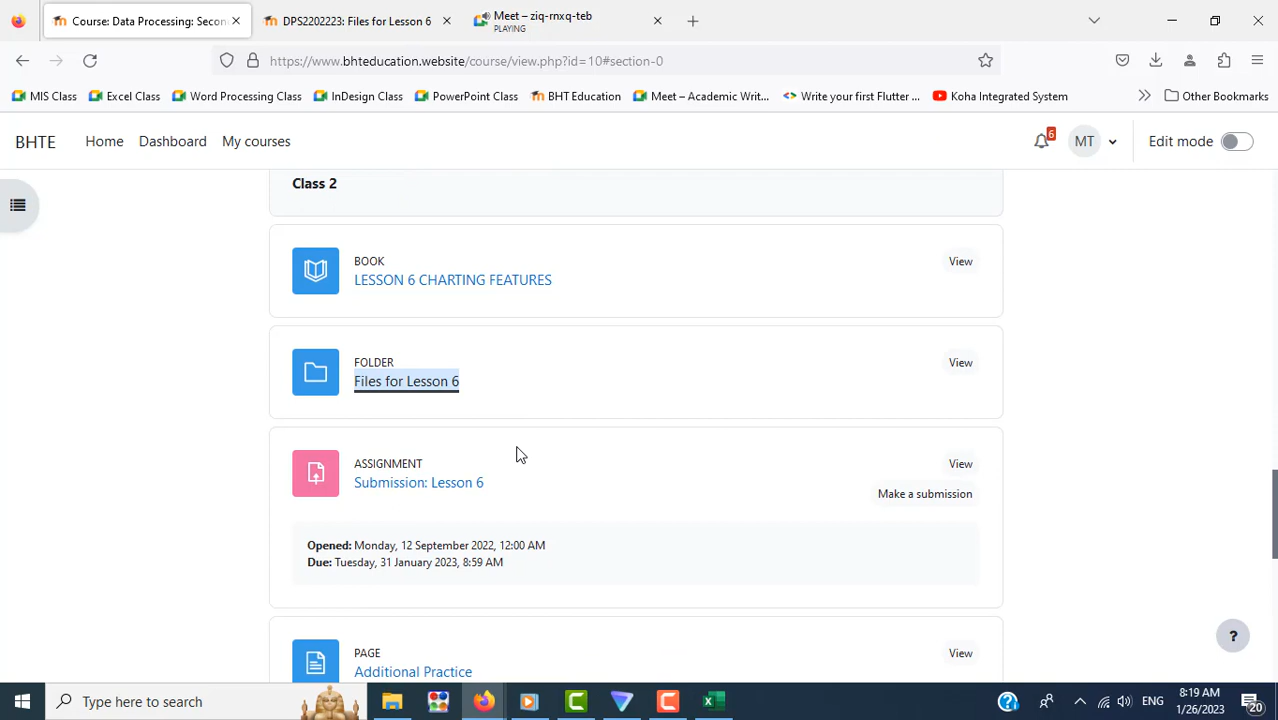 Course: Data Processing: Secon
DPS2202223: Files for Lesson 6
Meet – ziq-rnxq-teb
PLAYING
https://www.bhteducation.website/course/view.php?id=10#section-0
MIS Class
Excel Class
Word Processing Class
InDesign Class
PowerPoint Class
BHT Education
Meet – Academic Writ...
Write your first Flutter ...
Koha Integrated System
Other Bookmarks
BHTE
Home
Dashboard
My courses
6
MT
Edit mode
Class 2
BOOK
LESSON 6 CHARTING FEATURES
View
FOLDER
Files for Lesson 6
View
ASSIGNMENT
Submission: Lesson 6
View
Make a submission
Opened: Monday, 12 September 2022, 12:00 AM
Due: Tuesday, 31 January 2023, 8:59 AM
PAGE
Additional Practice
View
?
Type here to search
ENG
8:19 AM
1/26/2023
20